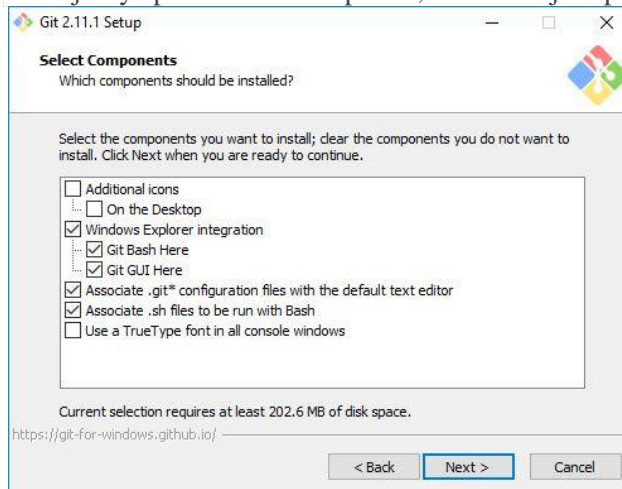 Git 2.11.1 Setup
Select Components
Which components should be installed?
Select the components you want to install; clear the components you do not want to
install. Click Next when you are ready to continue.
Additional icons
On the Desktop
Windows Explorer integration
Git Bash Here
Git GUI Here
Associate .git* configuration files with the default text editor
Associate .sh files to be run with Bash
Use a TrueType font in all console windows
Current selection requires at least 202.6 MB of disk space.
https://git-for-windows.github.io/
< Back Next > Cancel